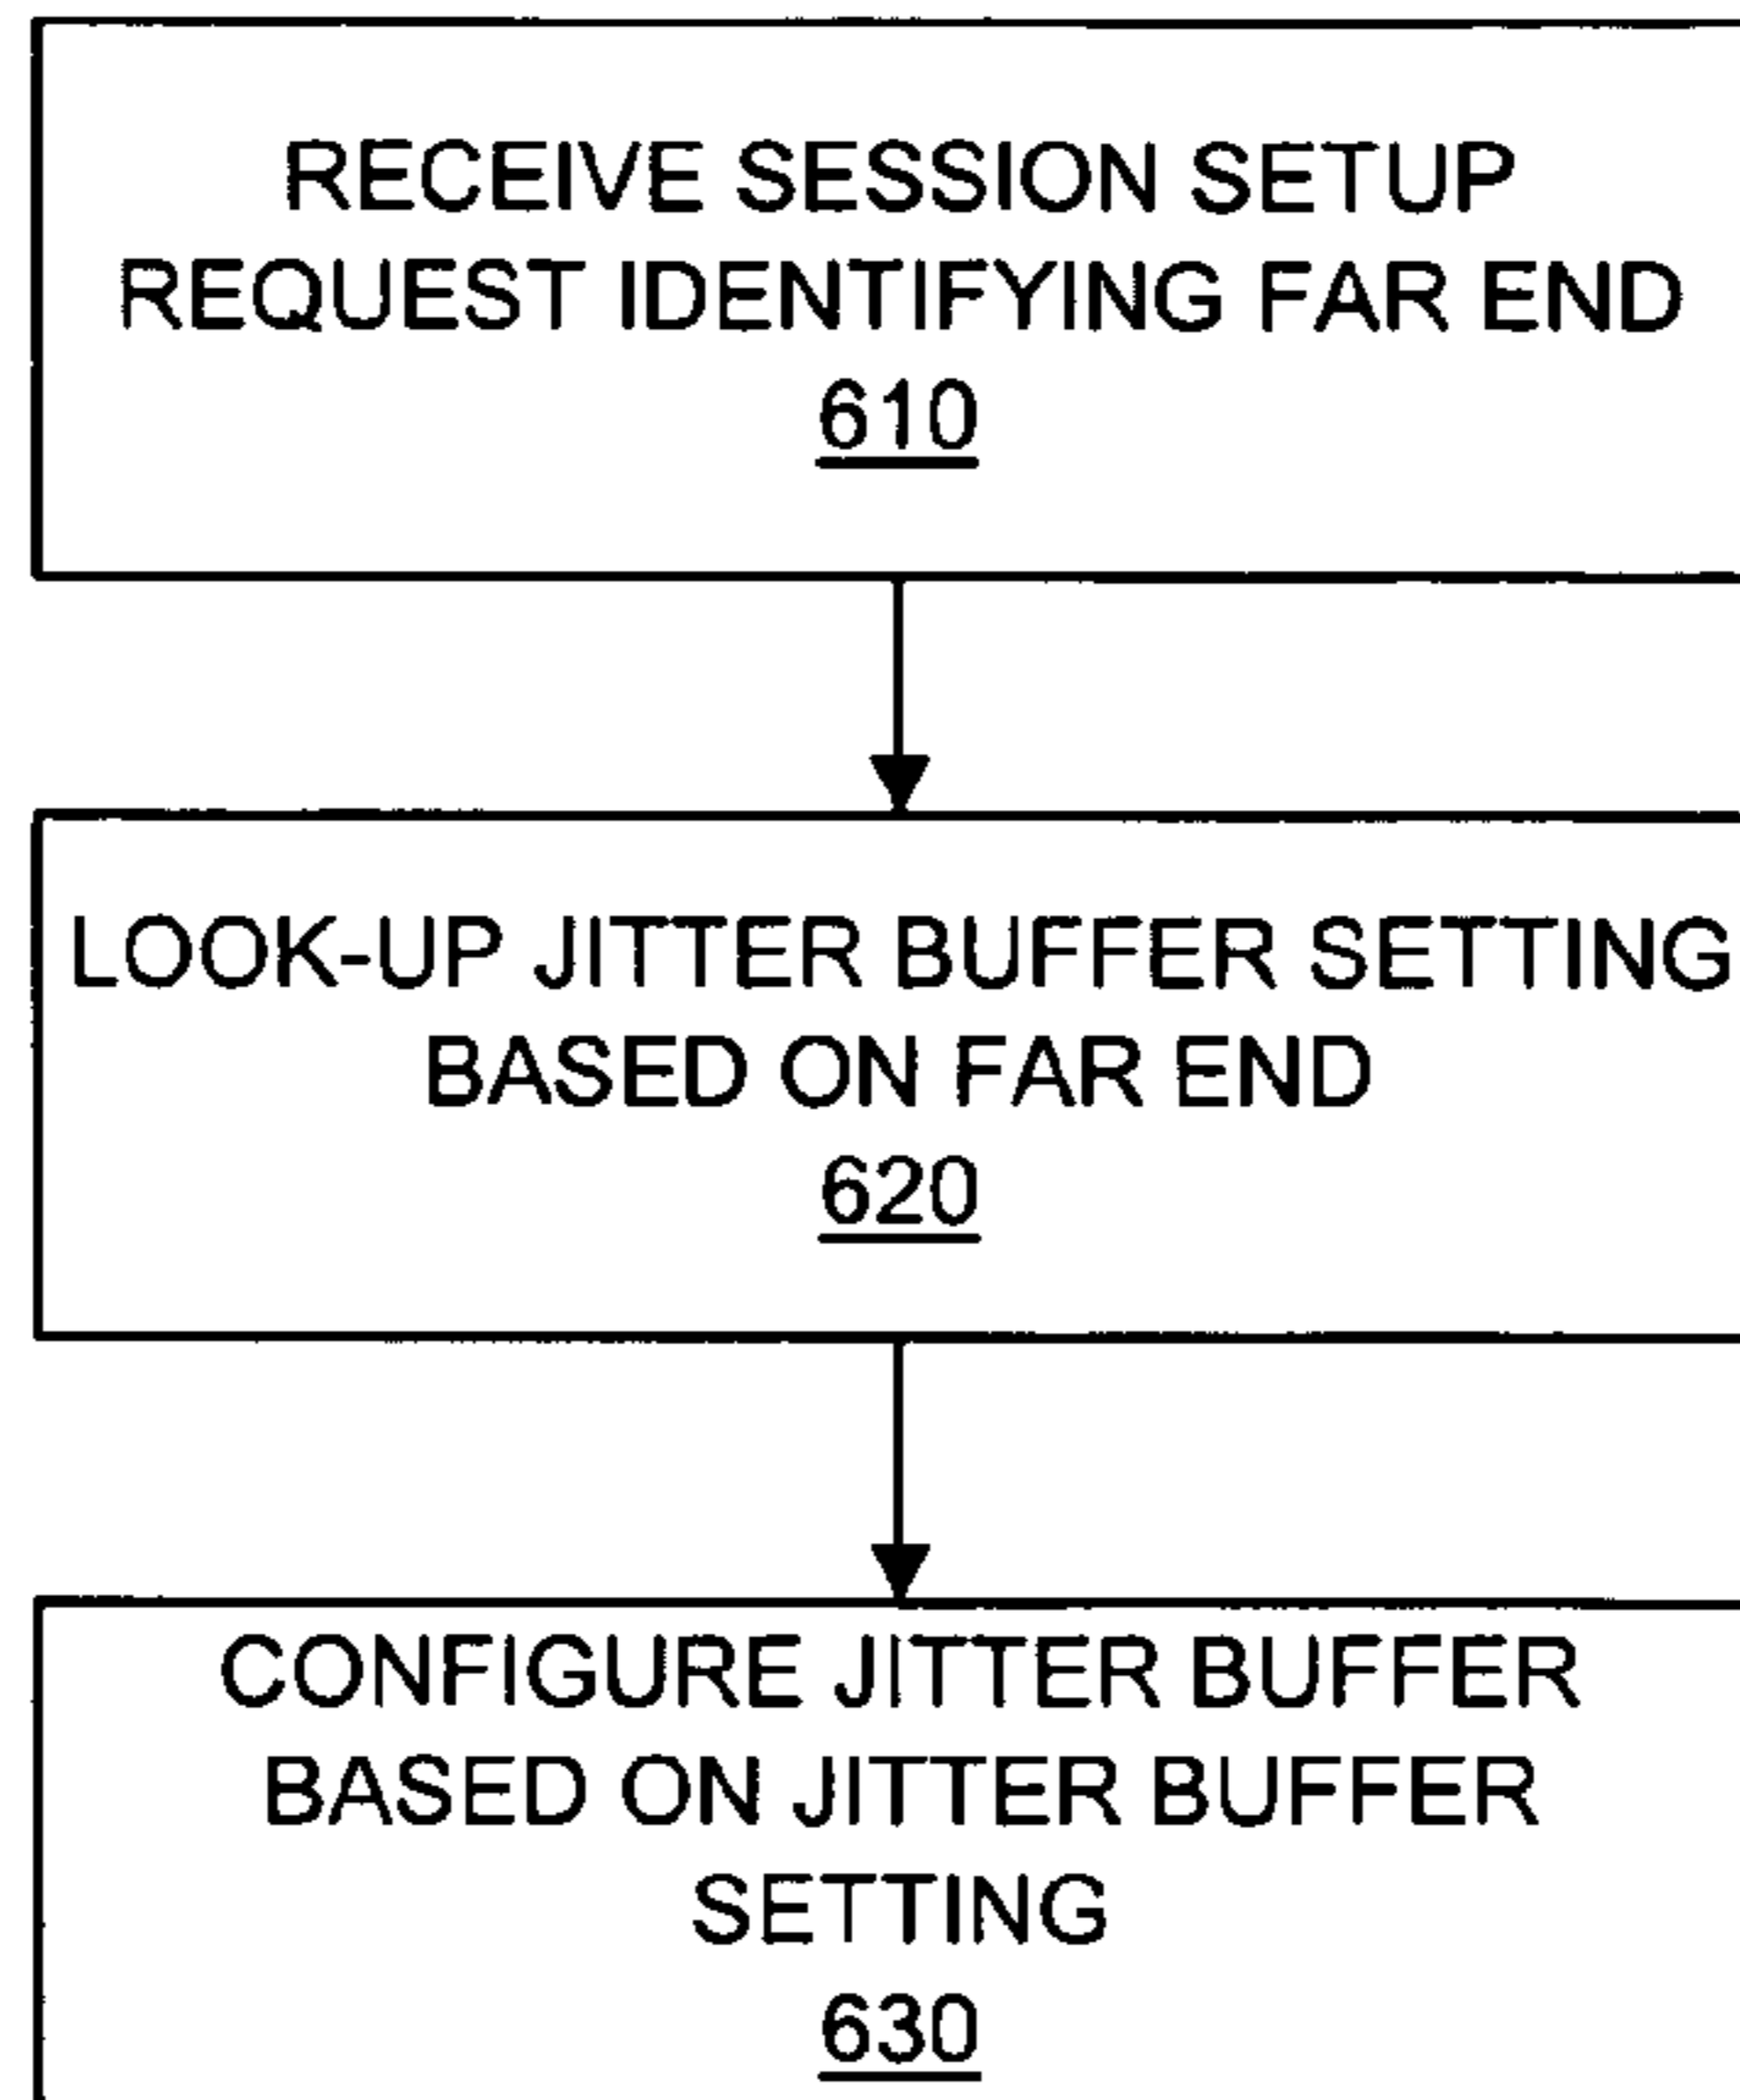 RECEIVE SESSION SETUP
REQUEST IDENTIFYING FAR END
610
LOOK-UP JITTER BUFFER SETTING
BASED ON FAR END
620
CONFIGURE JITTER BUFFER
BASED ON JITTER BUFFER
SETTING
630